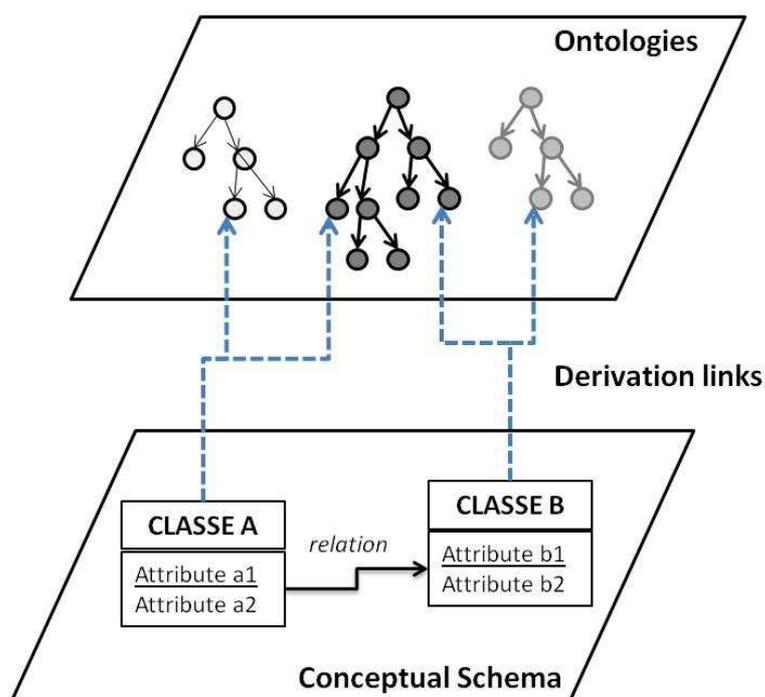 Ontologies
Derivation links
CLASSE A
Attribute a1
Attribute a2
relation
CLASSE B
Attribute b1
Attribute b2
Conceptual Schema